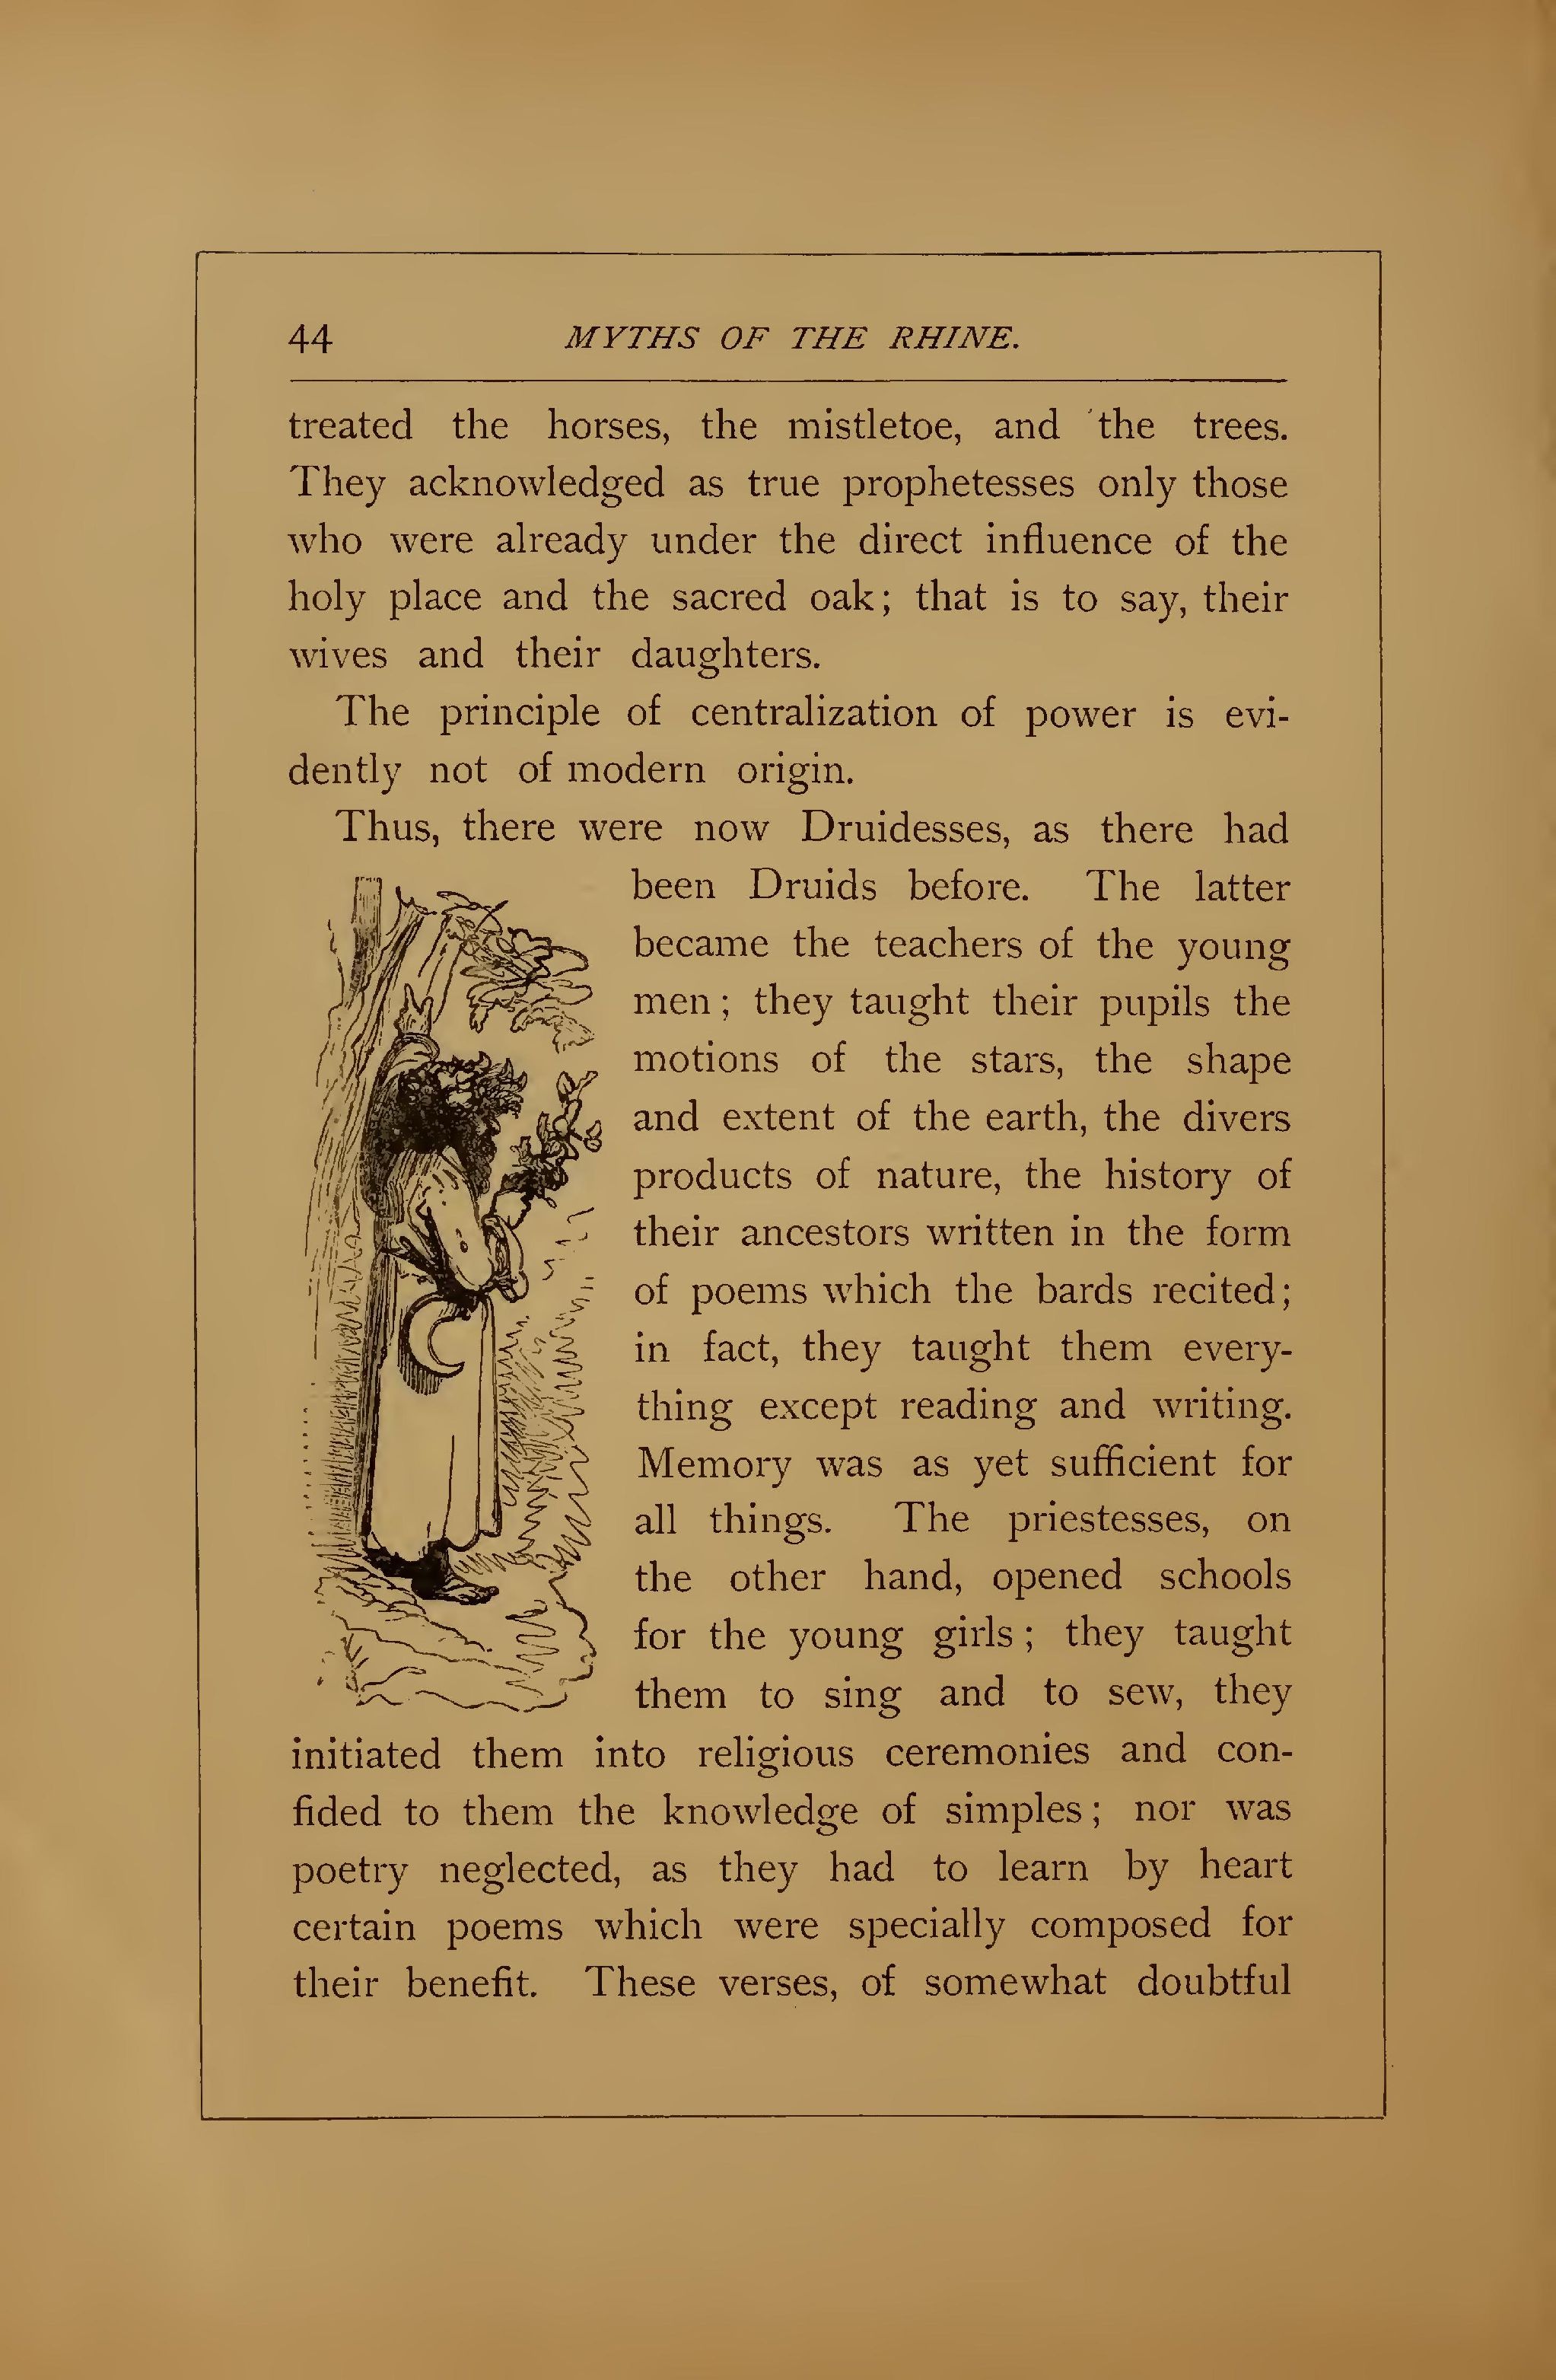 44 MYTHS OF THE RHINE.
treated the horses, the mistletoe, and the trees.
They acknowledged as true prophetesses only those
who were already under the direct influence of the
holy place and the sacred oak; that is to say, their
wives and their daughters.
The principle of centralization of power is evi-
dently not of modern origin.
Thus, there were now Druidesses, as there had
been Druids before. The latter
became the teachers of the young
men; they taught their pupils the
motions of the stars, the shape
and extent of the earth, the divers
products of nature, the history of
their ancestors written in the form
of poems which the bards recited;
in fact, they taught them every-
thing except reading and writing.
Memory was as yet sufficient for
all things. The priestesses, on
the other hand, opened schools
for the young girls; they taught
them to sing and to sew, they
initiated them into religious ceremonies and con-
fided to them the knowledge of simples; nor was
poetry neglected, as they had to learn by heart
certain poems which were specially composed for
their benefit. These verses, of somewhat doubtful